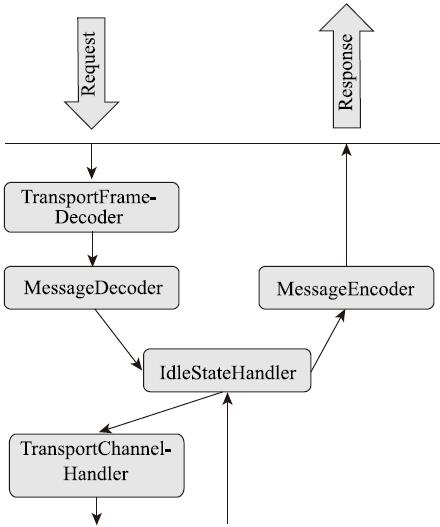 Request
Response
TransportFrame-
Decoder
MessageDecoder
MessageEncoder
IdleStateHandler
TransportChannel-
Handler